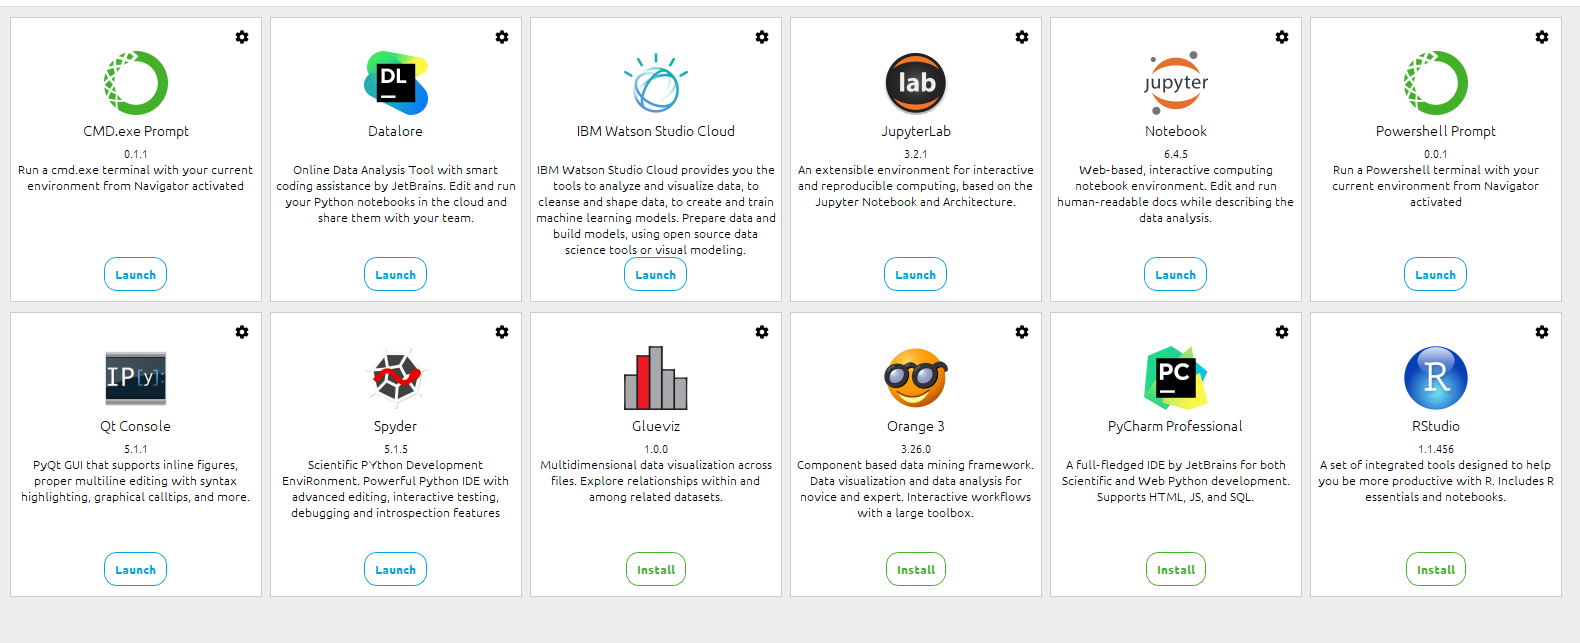 DL
lab
jupyter
CMD.exe Prompt
0.1.1
Run a cmd.exe terminal with your current
environment from Navigator activated
Launch
Datalore
Online Data Analysis Tool with smart
coding assistance by JetBrains. Edit and run
your Python notebooks in the cloud and
share them with your team.
Launch
IBM Watson Studio Cloud
IBM Watson Studio Cloud provides you the
tools to analyze and visualize data, to
cleanse and shape data, to create and train
machine learning models. Prepare data and
build models, using open source data
science tools or visual modeling.
Launch
JupyterLab
3.2.1
An extensible environment for interactive
and reproducible computing, based on the
Jupyter Notebook and Architecture.
Launch
Notebook
6.4.5
Web-based, interactive computing
notebook environment. Edit and run
human-readable docs while describing the
data analysis.
Launch
Powershell Prompt
0.0.1
Run a Powershell terminal with your
current environment from Navigator
activated
Launch
IP[y]:
Qt Console
5.1.1
PyQt GUI that supports inline figures,
proper multiline editing with syntax
highlighting, graphical calltips, and more.
Launch
Spyder
5.1.5
Scientific PYthon Development
EnviRonment. Powerful Python IDE with
advanced editing, interactive testing,
debugging and introspection features
Launch
Glueviz
1.0.0
Multidimensional data visualization across
files. Explore relationships within and
among related datasets.
Install
Orange 3
3.26.0
Component based data mining framework.
Data visualization and data analysis for
novice and expert. Interactive workflows
with a large toolbox.
Install
PC
PyCharm Professional
A full-fledged IDE by JetBrains for both
Scientific and Web Python development.
Supports HTML, JS, and SQL.
Install
R
RStudio
1.1.456
A set of integrated tools designed to help
you be more productive with R. Includes R
essentials and notebooks.
Install